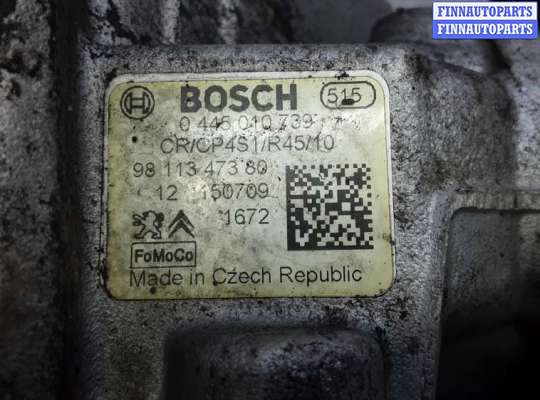 FINNAUTOPARTS
FINNAUTOPARTS
BOSCH 515
0 445 010 739
CR/CP4S1/R45/10
98 113 473 80
12 150709
1672
FoMoCo
Made in Czech Republic